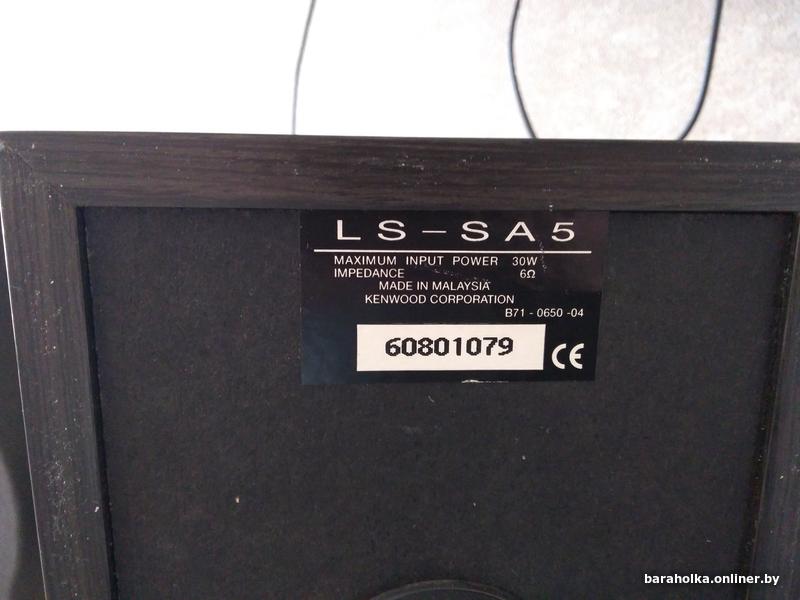 LS-SA5
MAXIMUM INPUT POWER 30W
IMPEDANCE 6Ω
MADE IN MALAYSIA
KENWOOD CORPORATION
B71-0650-04
60801079
CE
baraholka.onliner.by